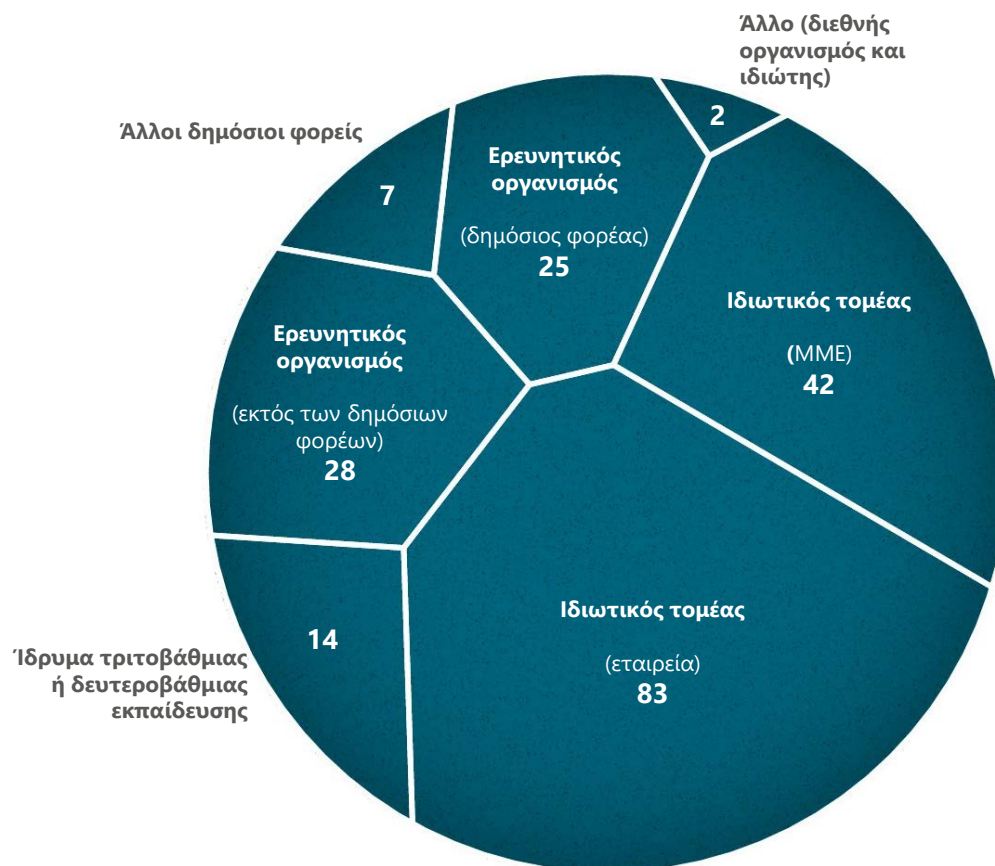 Άλλο (διεθνής
οργανισμός και
ιδιώτης)
2
Άλλοι δημόσιοι φορείς
7
Ερευνητικός
οργανισμός
(δημόσιος φορέας)
25
Ιδιωτικός τομέας
(ΜΜΕ)
42
Ερευνητικός
οργανισμός
(εκτός των δημόσιων
φορέων)
28
Ιδιωτικός τομέας
(εταιρεία)
83
14
Ίδρυμα τριτοβάθμιας
ή δευτεροβάθμιας
εκπαίδευσης